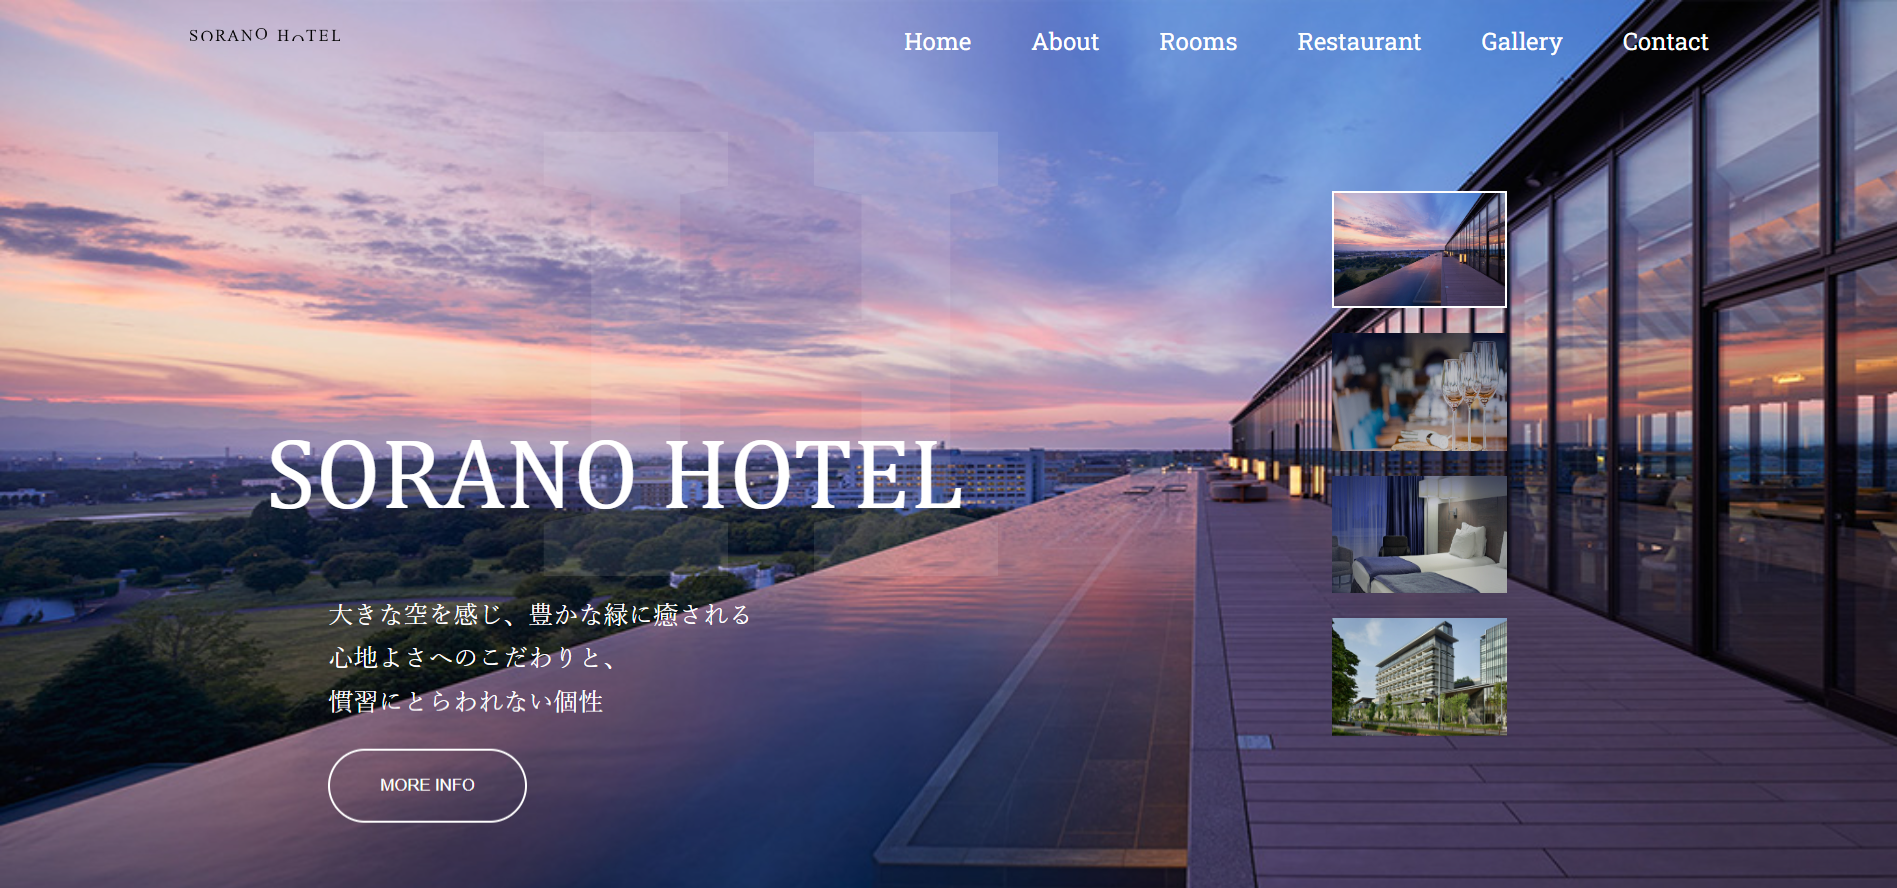 SORANO HOTEL
Home About Rooms Restaurant Gallery Contact
H
SORANO HOTEL
大きな空を感じ、豊かな緑に癒される
心地よさへのこだわりと、
慣習にとらわれない個性
MORE INFO